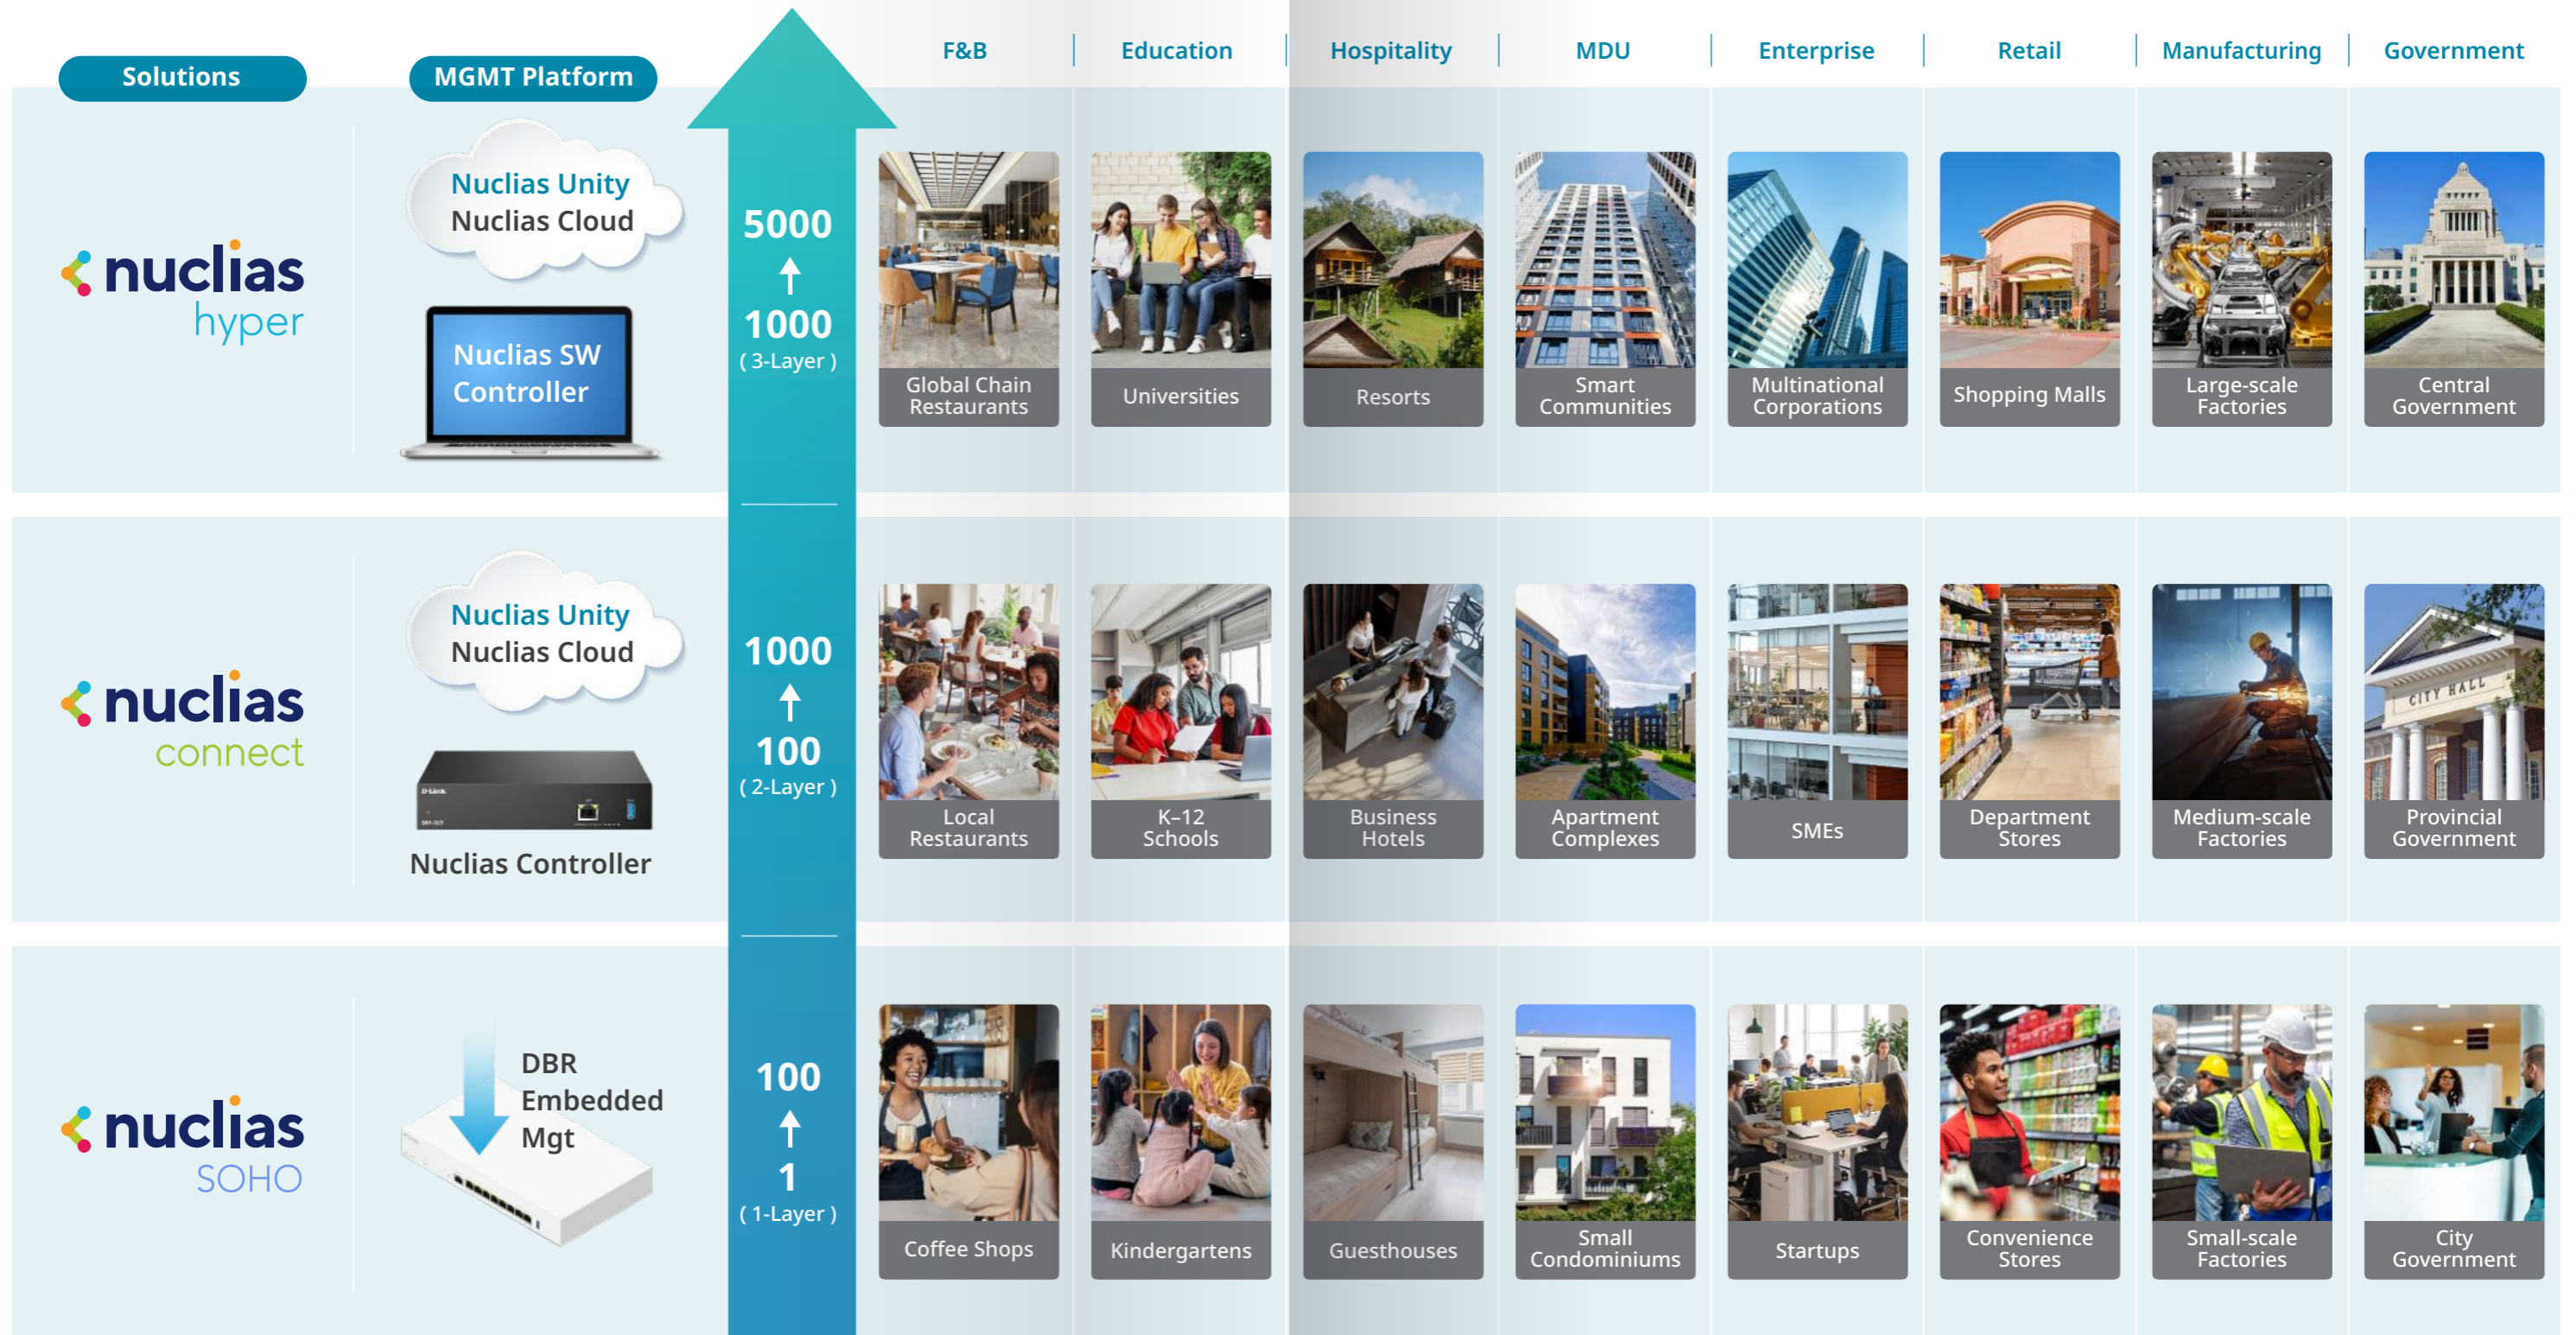 Solutions
MGMT Platform
F&B
Education
Hospitality
MDU
Enterprise
Retail
Manufacturing
Government
nuclias
hyper
Nuclias Unity
Nuclias Cloud
Nuclias SW
Controller
5000
1000
( 3-Layer )
Global Chain
Restaurants
Universities
Resorts
Smart
Communities
Multinational
Corporations
Shopping Malls
Large-scale
Factories
Central
Government
nuclias
connect
Nuclias Unity
Nuclias Cloud
D-Link
Nuclias Controller
1000
100
( 2-Layer )
Local
Restaurants
K–12
Schools
Business
Hotels
Apartment
Complexes
SMEs
Department
Stores
Medium-scale
Factories
CITY HALL
Provincial
Government
nuclias
SOHO
DBR
Embedded
Mgt
100
1
( 1-Layer )
Coffee Shops
Kindergartens
Guesthouses
Small
Condominiums
Startups
Convenience
Stores
Small-scale
Factories
City
Government